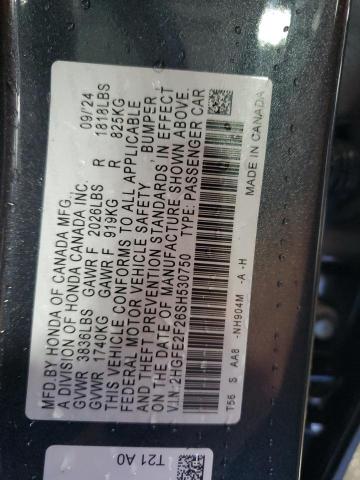 MFD.BY HONDA OF CANADA MFG., 09/'24
A DIVISION OF HONDA CANADA INC.
GVWR 3836LBS GAWR F 2026LBS R 1818LBS
GVWR 1740KG GAWR F 919KG R 825KG
THIS VEHICLE CONFORMS TO ALL APPLICABLE
FEDERAL MOTOR VEHICLE SAFETY, BUMPER
AND THEFT PREVENTION STANDARDS IN EFFECT
ON THE DATE OF MANUFACTURE SHOWN ABOVE.
V.I.N.:2HGFE2F26SH530750 TYPE: PASSENGER CAR
T56 S AA8 -NH904M -A -H MADE IN CANADA
T21 A0